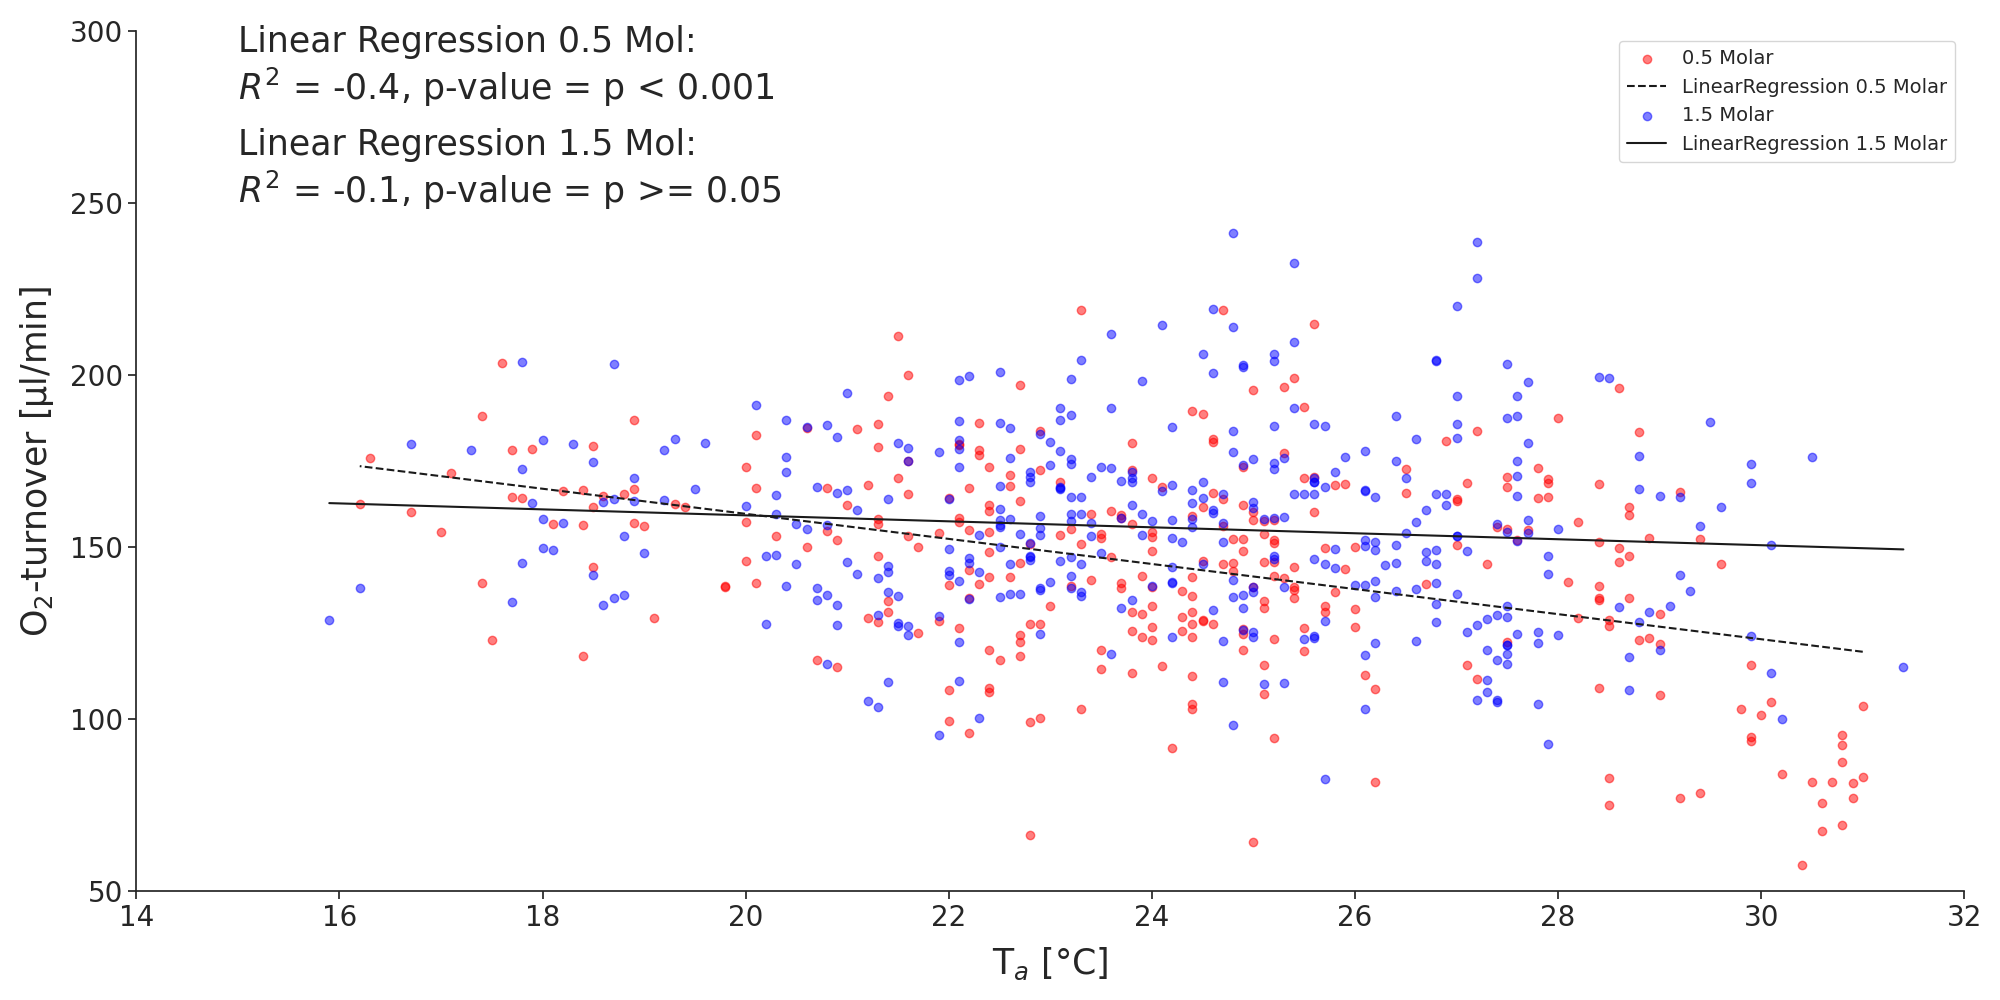 Linear Regression 0.5 Mol:
R² = -0.4, p-value = p < 0.001
Linear Regression 1.5 Mol:
R² = -0.1, p-value = p >= 0.05
0.5 Molar
LinearRegression 0.5 Molar
1.5 Molar
LinearRegression 1.5 Molar
O₂-turnover [µl/min]
300
250
200
150
100
50
14 16 18 20 22 24 26 28 30 32
Tₐ [°C]